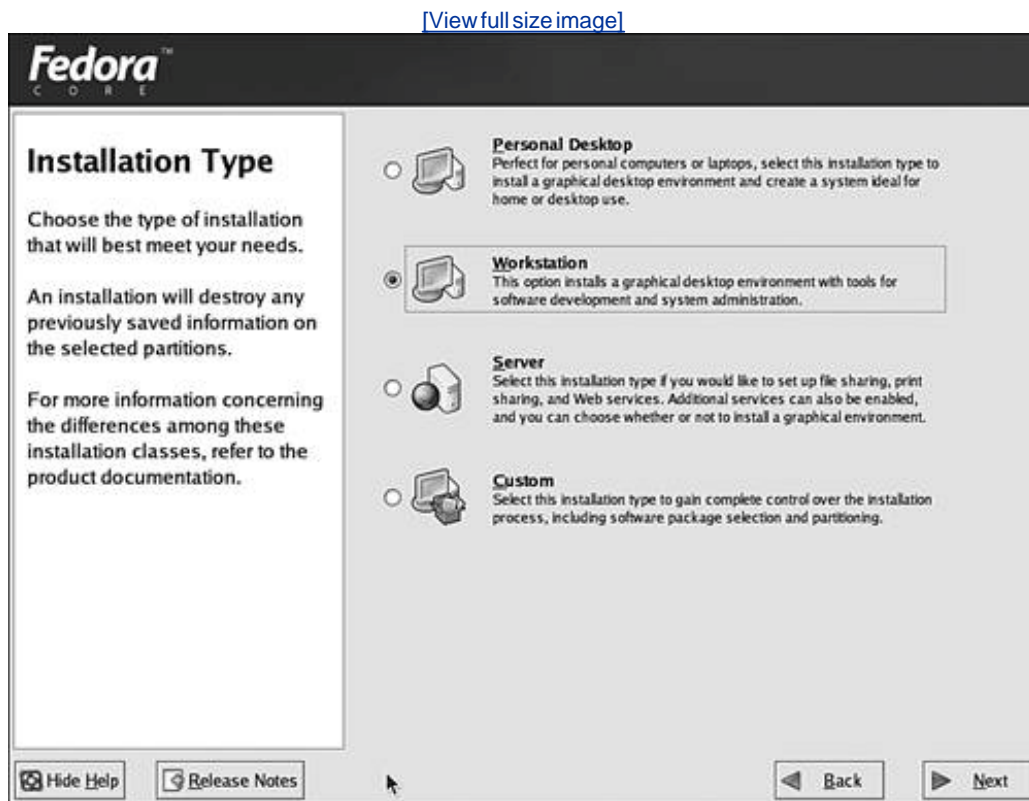 [View full size image]
Fedora™
CORE
Installation Type
Choose the type of installation
that will best meet your needs.
An installation will destroy any
previously saved information on
the selected partitions.
For more information concerning
the differences among these
installation classes, refer to the
product documentation.
Personal Desktop
Perfect for personal computers or laptops, select this installation type to
install a graphical desktop environment and create a system ideal for
home or desktop use.
Workstation
This option installs a graphical desktop environment with tools for
software development and system administration.
Server
Select this installation type if you would like to set up file sharing, print
sharing, and Web services. Additional services can also be enabled,
and you can choose whether or not to install a graphical environment.
Custom
Select this installation type to gain complete control over the installation
process, including software package selection and partitioning.
Hide Help
Release Notes
Back
Next